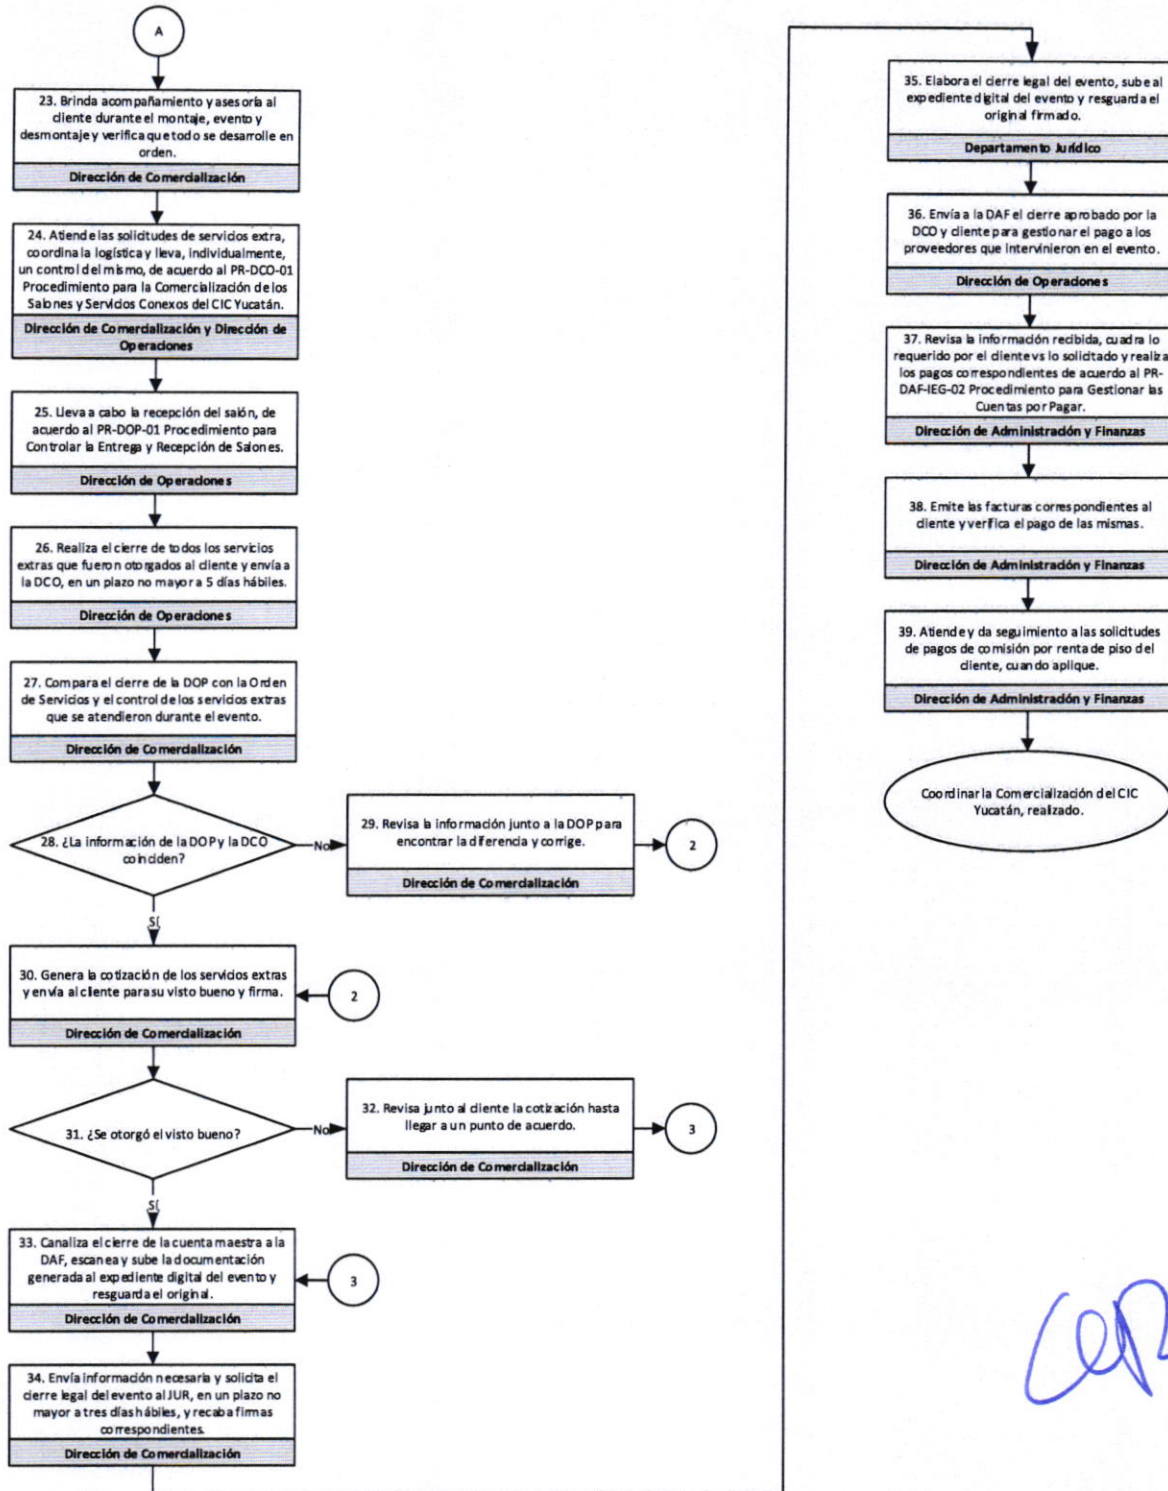 A
23. Brinda acompañamiento y asesoría al
cliente durante el montaje, evento y
desmontaje y verifica que todo se desarrolle en
orden.
Dirección de Comercialización
24. Atiende las solicitudes de servicios extra,
coordina la logística y lleva, individualmente,
un control del mismo, de acuerdo al PR-DCO-01
Procedimiento para la Comercialización de los
Salones y Servicios Conexos del CIC Yucatán.
Dirección de Comercialización y Dirección de
Operaciones
25. Lleva a cabo la recepción del salón, de
acuerdo al PR-DOP-01 Procedimiento para
Controlar la Entrega y Recepción de Salones.
Dirección de Operaciones
26. Realiza el cierre de todos los servicios
extras que fueron otorgados al cliente y envía a
la DCO, en un plazo no mayor a 5 días hábiles.
Dirección de Operaciones
27. Compara el cierre de la DOP con la Orden
de Servicios y el control de los servicios extras
que se atendieron durante el evento.
Dirección de Comercialización
28. ¿La información de la DOP y la DCO
coinciden?
No
29. Revisa la información junto a la DOP para
encontrar la diferencia y corrige.
Dirección de Comercialización
2
Sí
30. Genera la cotización de los servicios extras
y envía al cliente para su visto bueno y firma.
Dirección de Comercialización
2
31. ¿Se otorgó el visto bueno?
No
32. Revisa junto al cliente la cotización hasta
llegar a un punto de acuerdo.
Dirección de Comercialización
3
Sí
33. Canaliza el cierre de la cuenta maestra a la
DAF, escanea y sube la documentación
generada al expediente digital del evento y
resguarda el original.
Dirección de Comercialización
3
34. Envía información necesaria y solicita el
cierre legal del evento al JUR, en un plazo no
mayor a tres días hábiles, y recaba firmas
correspondientes.
Dirección de Comercialización
35. Elabora el cierre legal del evento, sube al
expediente digital del evento y resguarda el
original firmado.
Departamento Jurídico
36. Envía a la DAF el cierre aprobado por la
DCO y cliente para gestionar el pago a los
proveedores que intervinieron en el evento.
Dirección de Operaciones
37. Revisa la información recibida, cuadra lo
requerido por el cliente vs lo solicitado y realiza
los pagos correspondientes de acuerdo al PR-
DAF-IEG-02 Procedimiento para Gestionar las
Cuentas por Pagar.
Dirección de Administración y Finanzas
38. Emite las facturas correspondientes al
cliente y verifica el pago de las mismas.
Dirección de Administración y Finanzas
39. Atiende y da seguimiento a las solicitudes
de pagos de comisión por renta de piso del
cliente, cuando aplique.
Dirección de Administración y Finanzas
Coordinar la Comercialización del CIC
Yucatán, realizado.